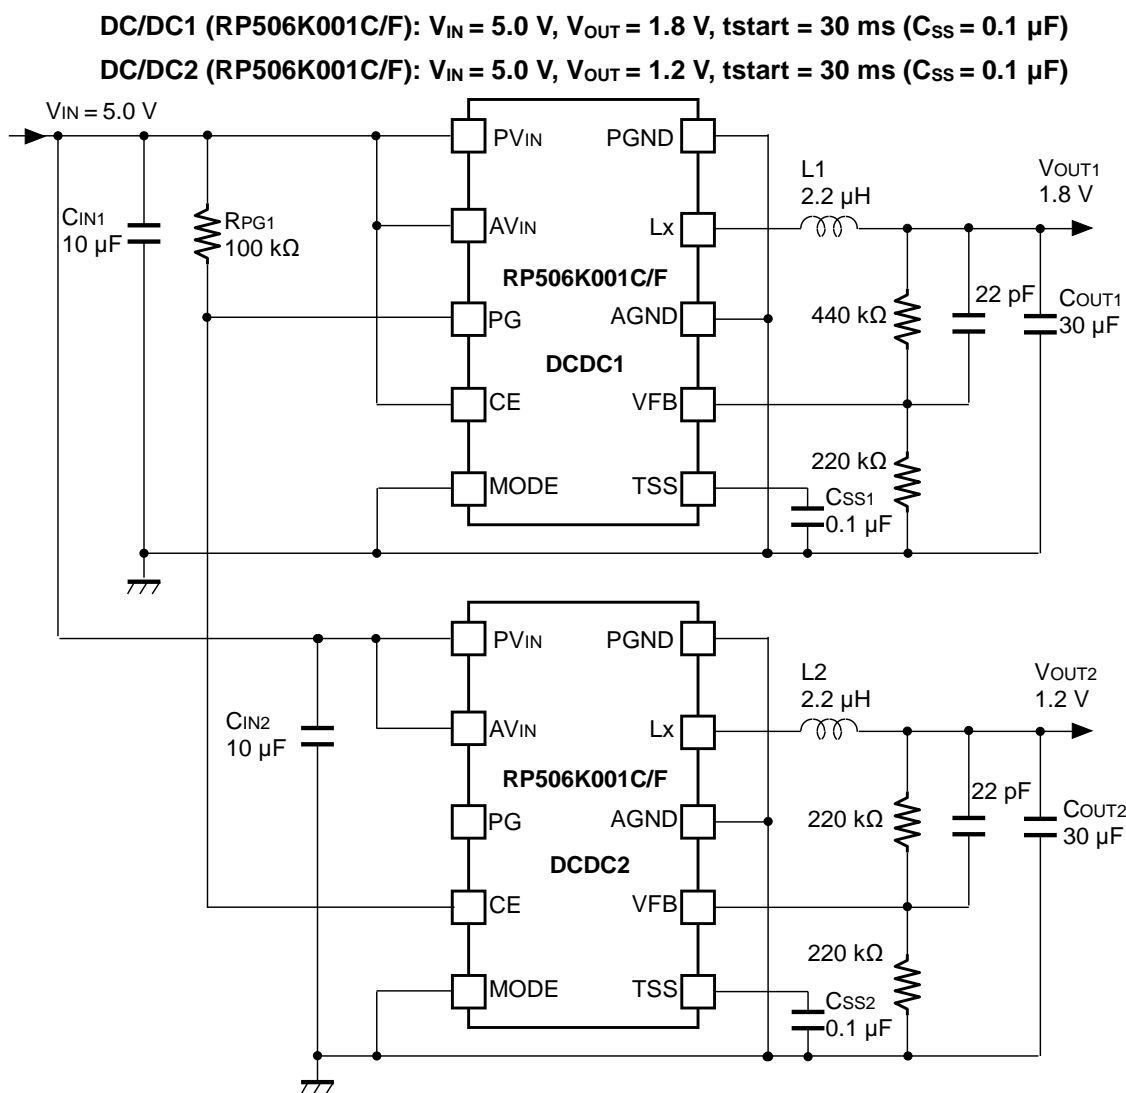 DC/DC1 (RP506K001C/F): VIN = 5.0 V, VOUT = 1.8 V, tstart = 30 ms (CSS = 0.1 µF)
DC/DC2 (RP506K001C/F): VIN = 5.0 V, VOUT = 1.2 V, tstart = 30 ms (CSS = 0.1 µF)
VIN = 5.0 V
PVIN
PGND
L1
2.2 µH
VOUT1
1.8 V
CIN1
10 µF
RPG1
100 kΩ
AVIN
Lx
RP506K001C/F
PG
AGND
440 kΩ
22 pF
COUT1
30 µF
DCDC1
CE
VFB
220 kΩ
MODE
TSS
CSS1
0.1 µF
PVIN
PGND
L2
2.2 µH
VOUT2
1.2 V
CIN2
10 µF
AVIN
Lx
RP506K001C/F
PG
AGND
220 kΩ
22 pF
COUT2
30 µF
DCDC2
CE
VFB
220 kΩ
MODE
TSS
CSS2
0.1 µF